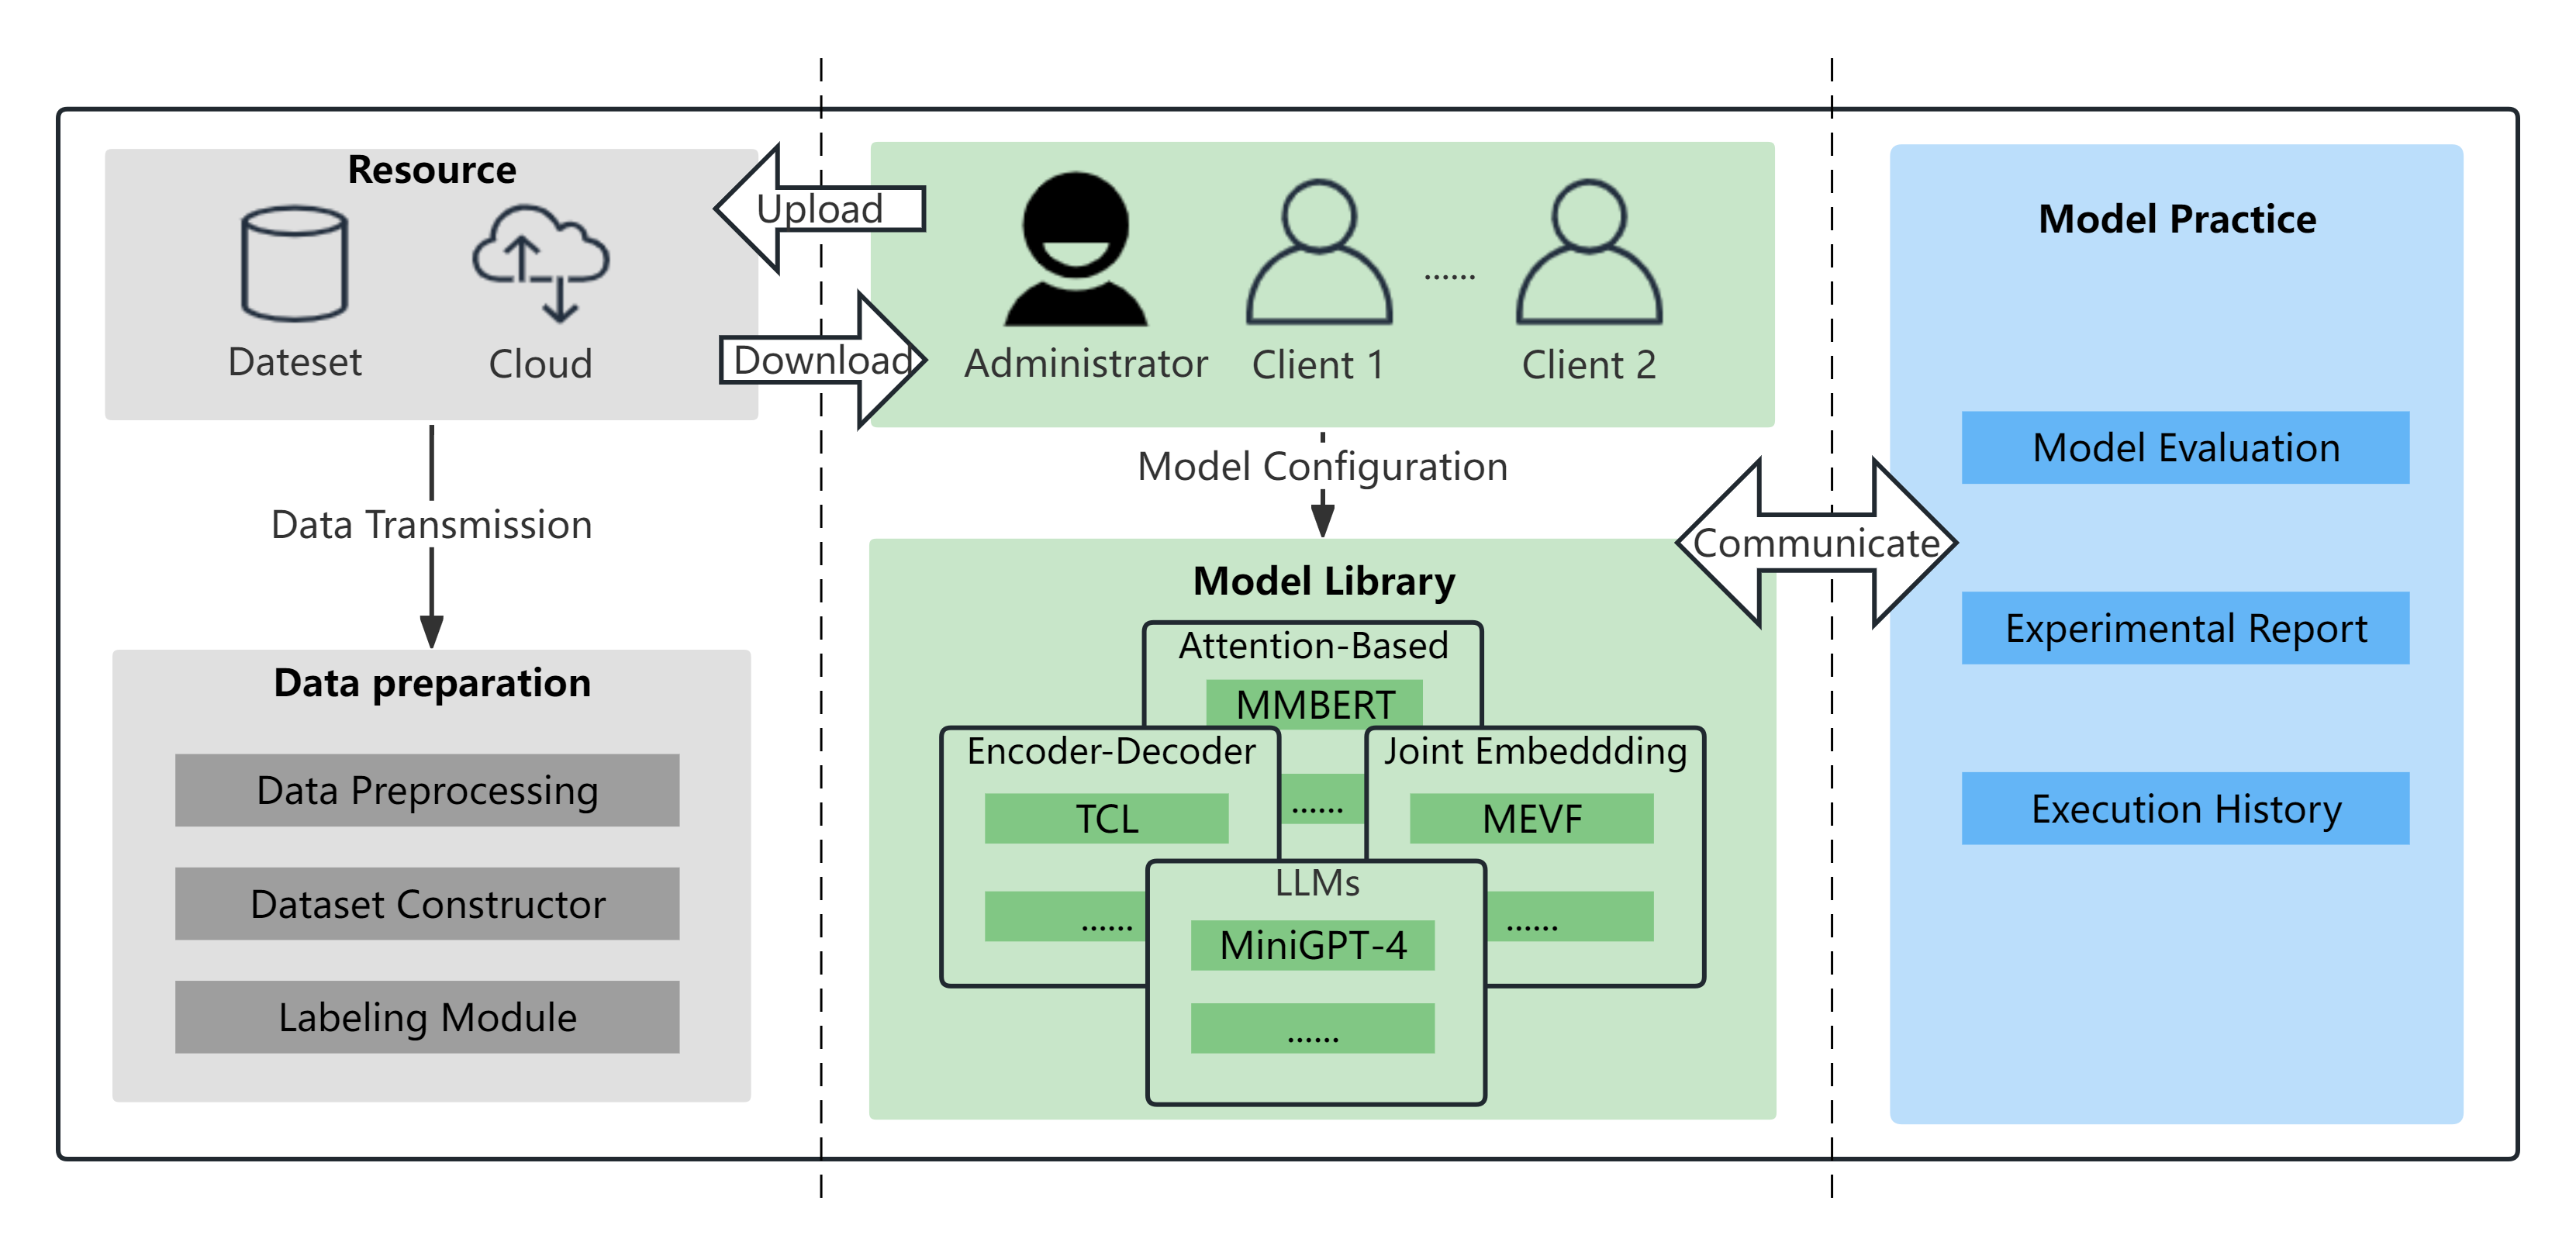 Resource
Dateset
Cloud
Upload
Download
Data Transmission
Data preparation
Data Preprocessing
Dataset Constructor
Labeling Module
Administrator
Client 1
......
Client 2
Model Configuration
Model Library
Attention-Based
MMBERT
......
Encoder-Decoder
TCL
......
Joint Embeddding
MEVF
......
LLMs
MiniGPT-4
......
Communicate
Model Practice
Model Evaluation
Experimental Report
Execution History